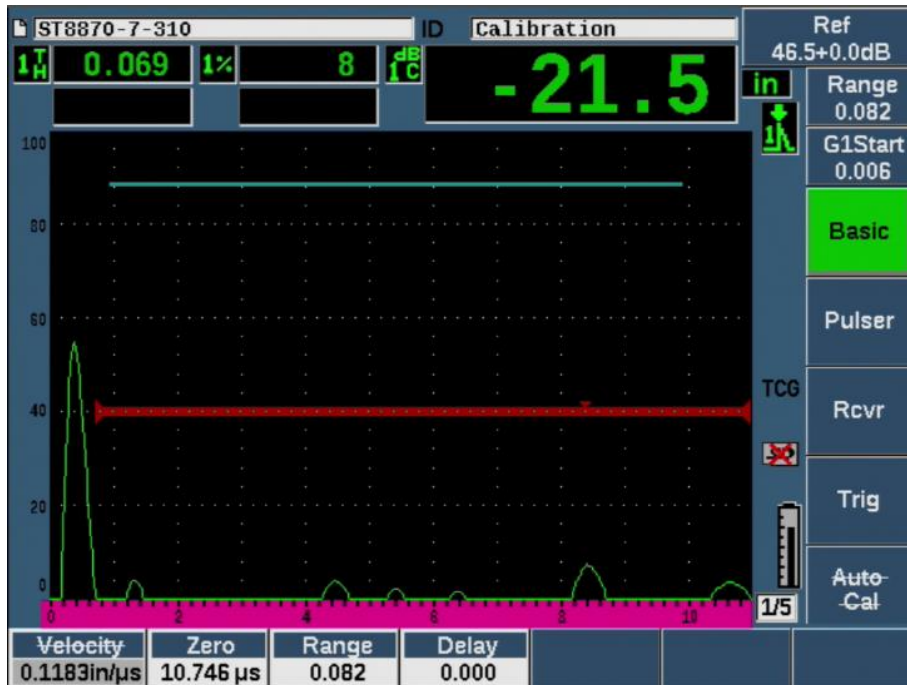 ST8870-7-310 ID Calibration
Ref
46.5+0.0dB
1 TH 0.069 1% 8 dB 1C -21.5 in
Range
0.082
1
G1Start
0.006
100
80
60
40
20
0
Basic
Pulser
TCG
Rcvr
Trig
Auto
Cal
0 2 4 6 8 10
1/5
Velocity Zero Range Delay
0.1183in/µs 10.746 µs 0.082 0.000